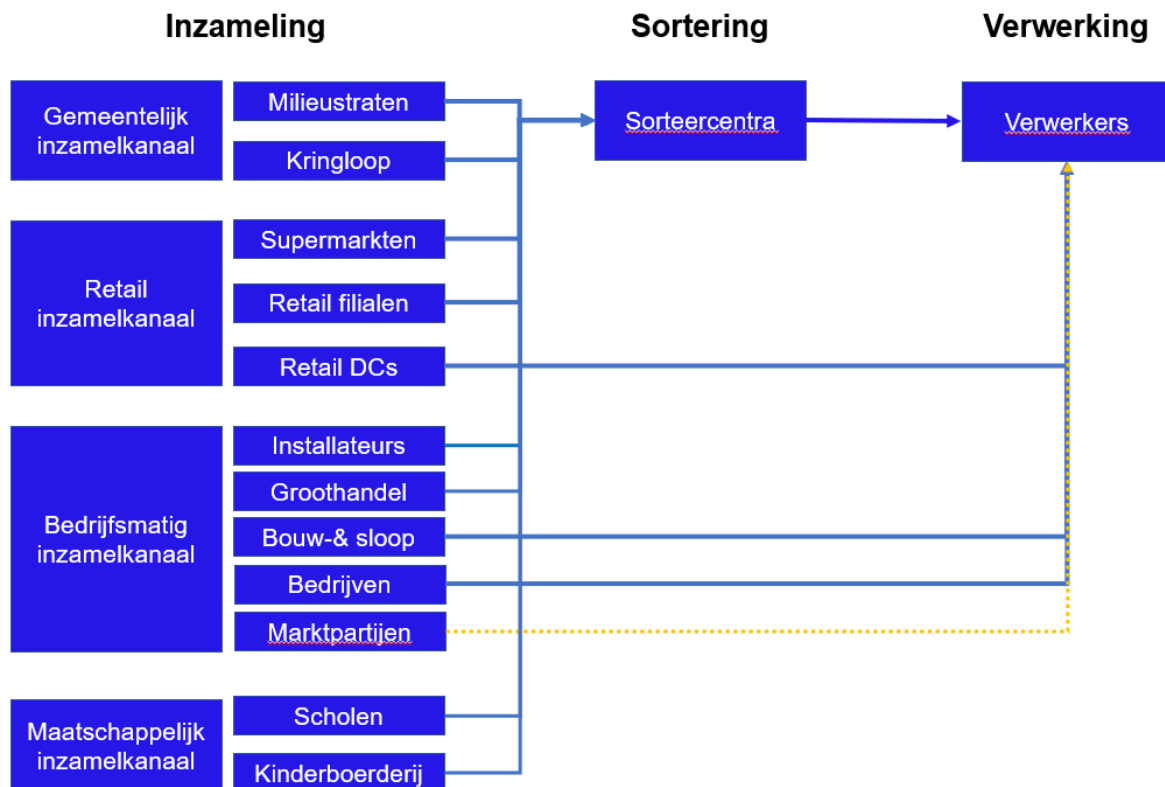 Inzameling
Sortering
Verwerking
Gemeentelijk
inzamelkanaal
Milieustraten
Kringloop
Sorteercentra
Verwerkers
Retail
inzamelkanaal
Supermarkten
Retail filialen
Retail DCs
Bedrijfsmatig
inzamelkanaal
Installateurs
Groothandel
Bouw-& sloop
Bedrijven
Marktpartijen
Maatschappelijk
inzamelkanaal
Scholen
Kinderboerderij